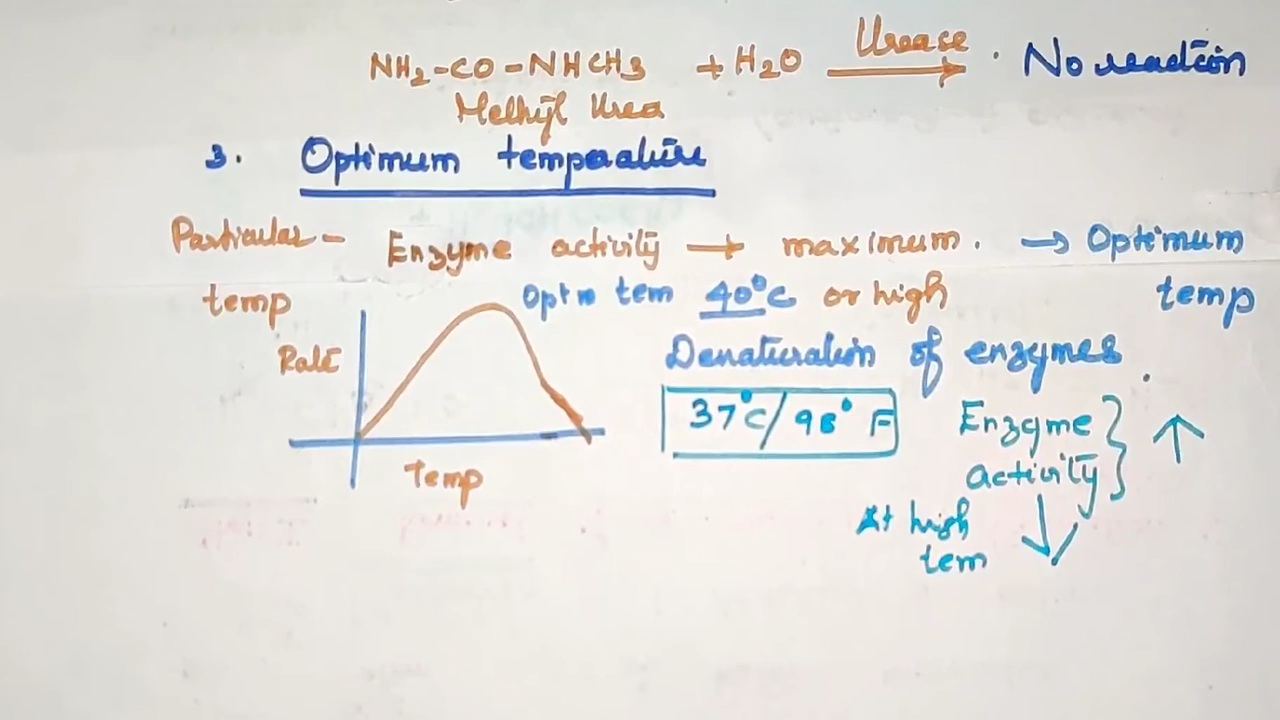 NH2-CO-NHCH3 + H2O Urease No reaction
Methyl Urea
3. Optimum temperature
Particular - Enzyme activity → maximum. → Optimum
temp Optm tem 40°C or high temp
Rate Denaturation of enzymes.
37°C/98°F Enzyme ↑
Temp activity
At high ↓
tem